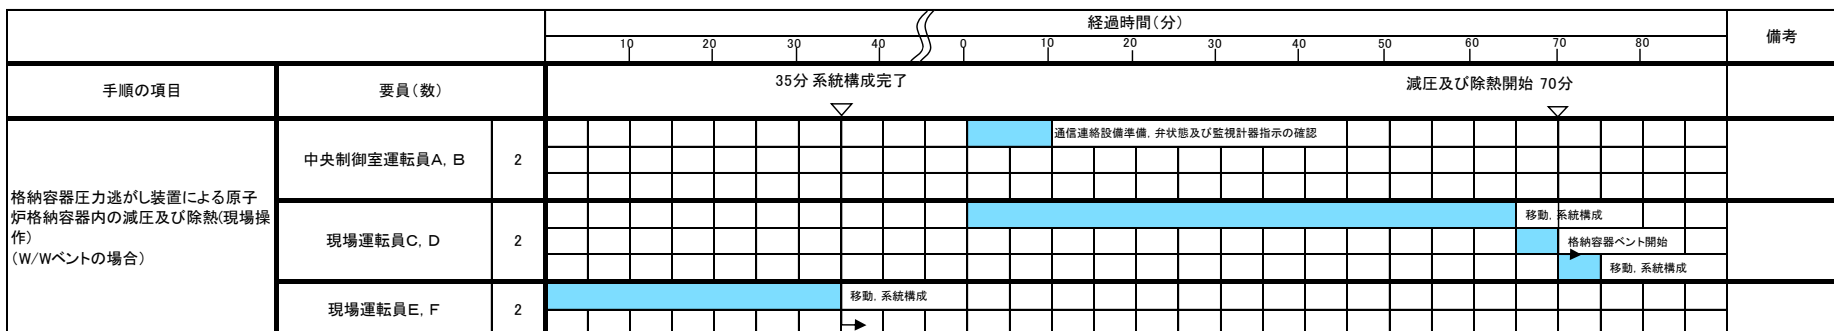 経過時間(分)
備考
10 20 30 40 0 10 20 30 40 50 60 70 80
手順の項目
要員(数)
35分 系統構成完了
減圧及び除熱開始 70分
格納容器圧力逃がし装置による原子
炉格納容器内の減圧及び除熱(現場操
作)
(W/Wベントの場合)
中央制御室運転員A, B
2
通信連絡設備準備, 弁状態及び監視計器指示の確認
現場運転員C, D
2
移動, 系統構成
格納容器ベント開始
移動, 系統構成
現場運転員E, F
2
移動, 系統構成